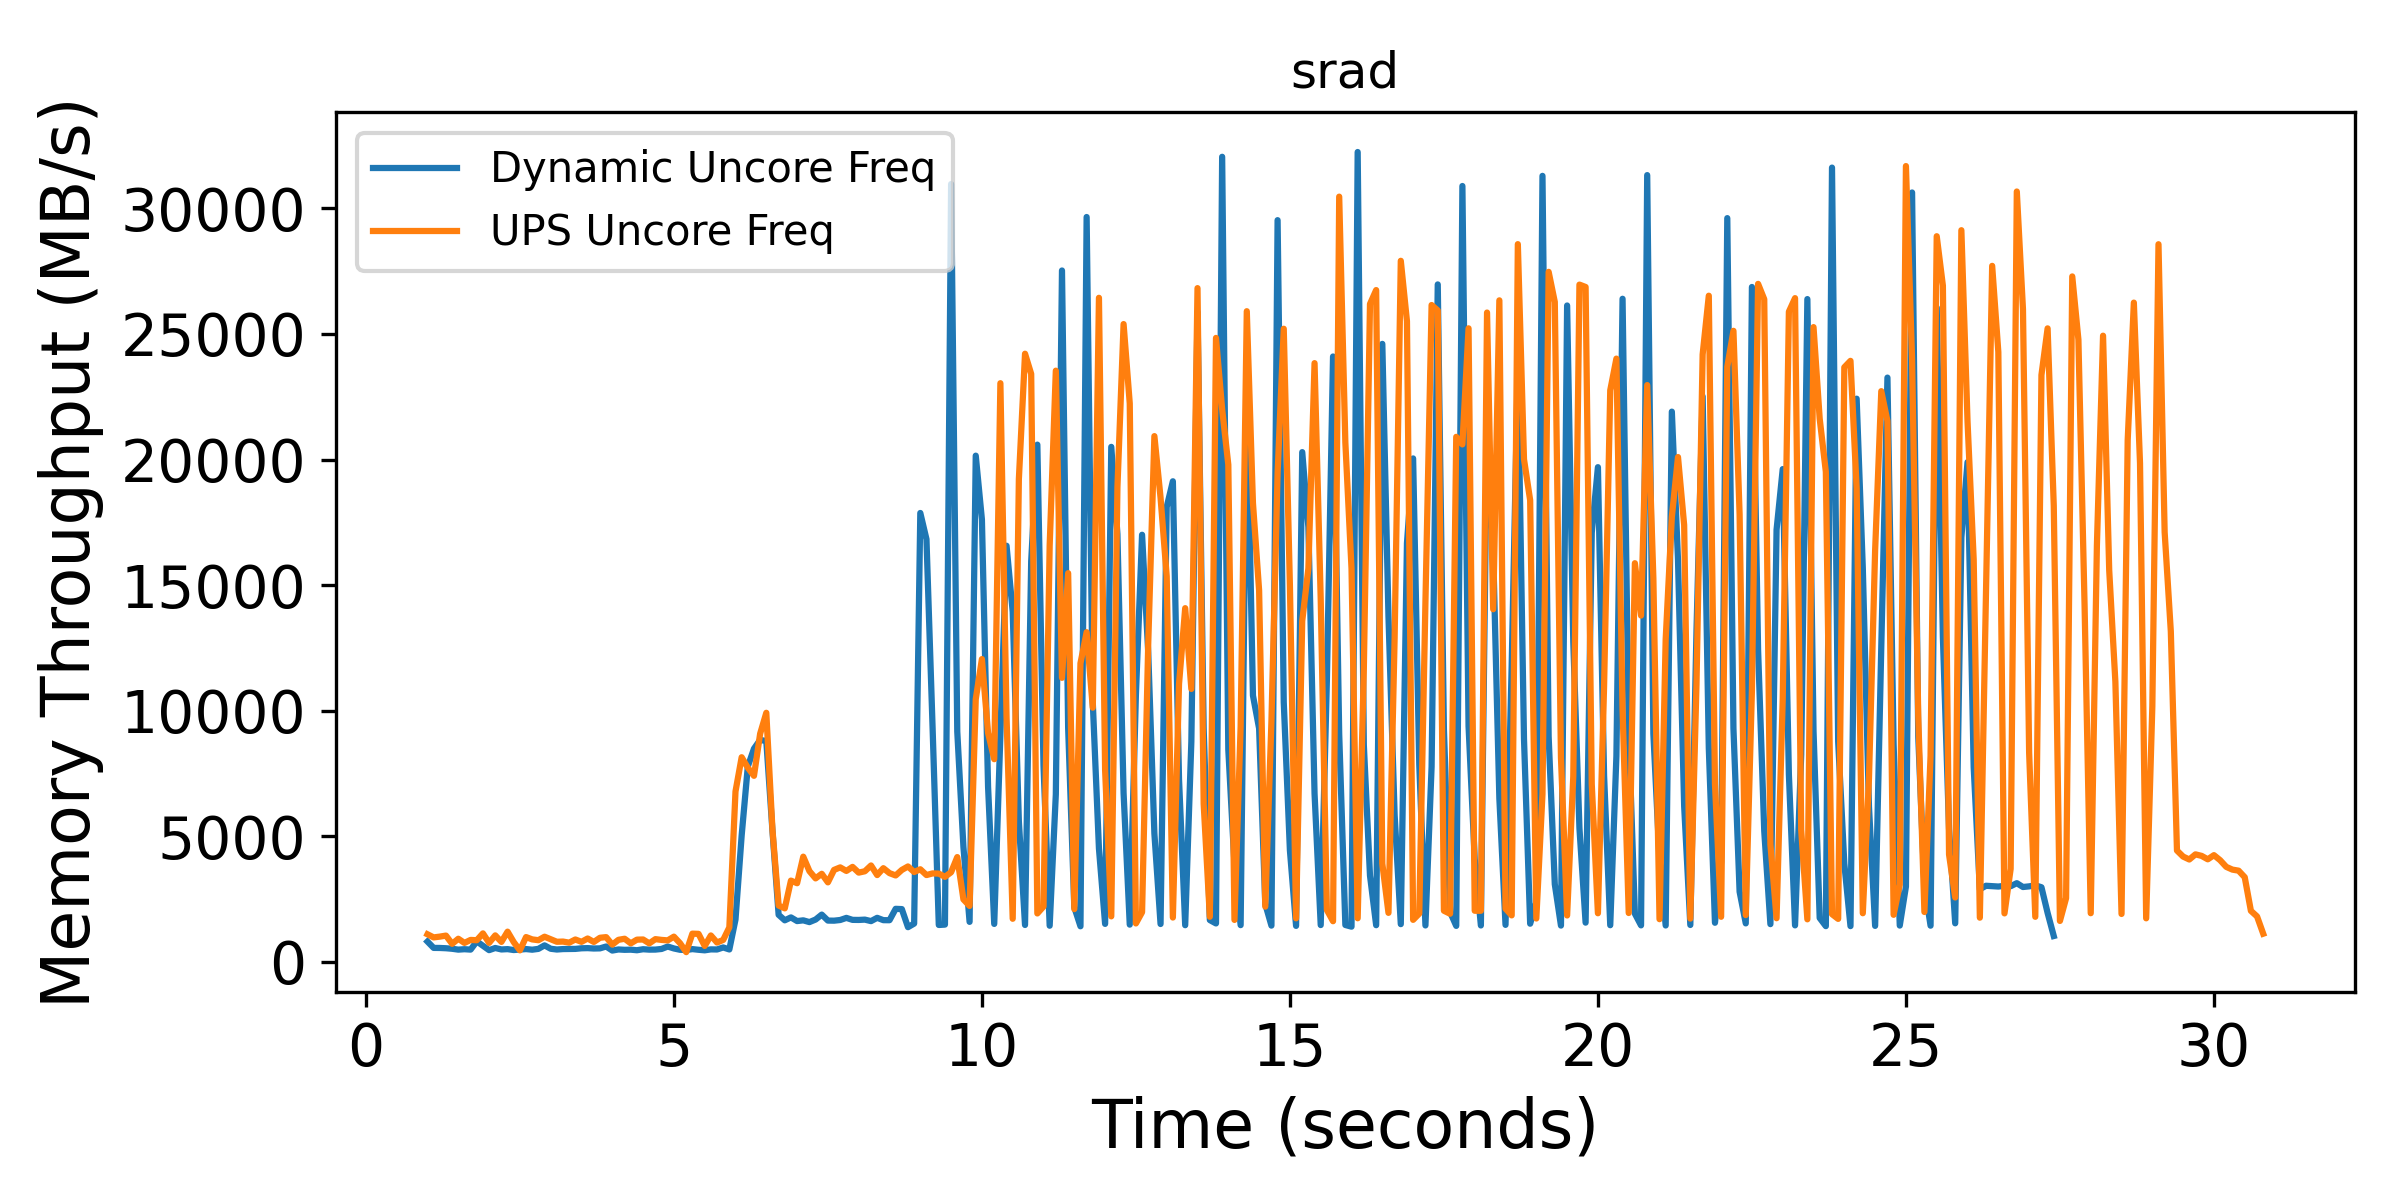 srad
Dynamic Uncore Freq
UPS Uncore Freq
Memory Throughput (MB/s)
30000
25000
20000
15000
10000
5000
0
0 5 10 15 20 25 30
Time (seconds)